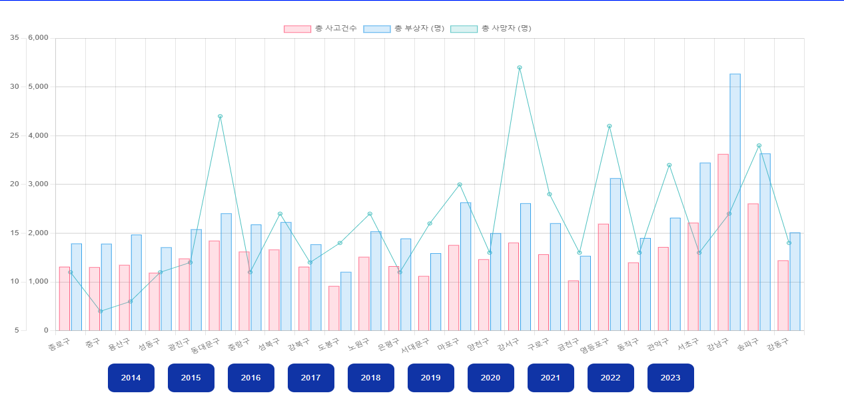 총 사고건수 총 부상자 (명) 총 사망자 (명)
35 6,000
30 5,000
25 4,000
20 3,000
15 2,000
10 1,000
5 0
종로구 중구 용산구 성동구 광진구 동대문구 중랑구 성북구 강북구 도봉구 노원구 은평구 서대문구 마포구 양천구 강서구 구로구 금천구 영등포구 동작구 관악구 서초구 강남구 송파구 강동구
2014 2015 2016 2017 2018 2019 2020 2021 2022 2023